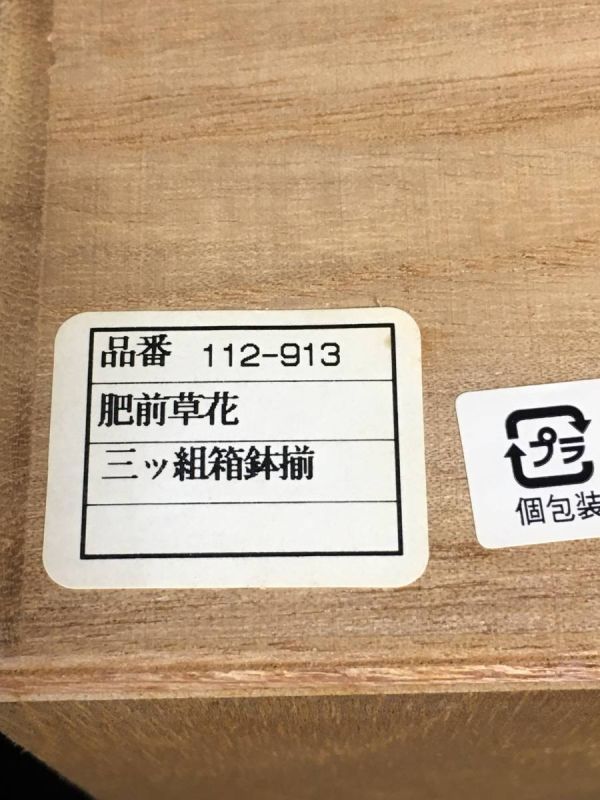 品番 112-913
肥前草花
三ッ組箱鉢揃
プラ
個包装